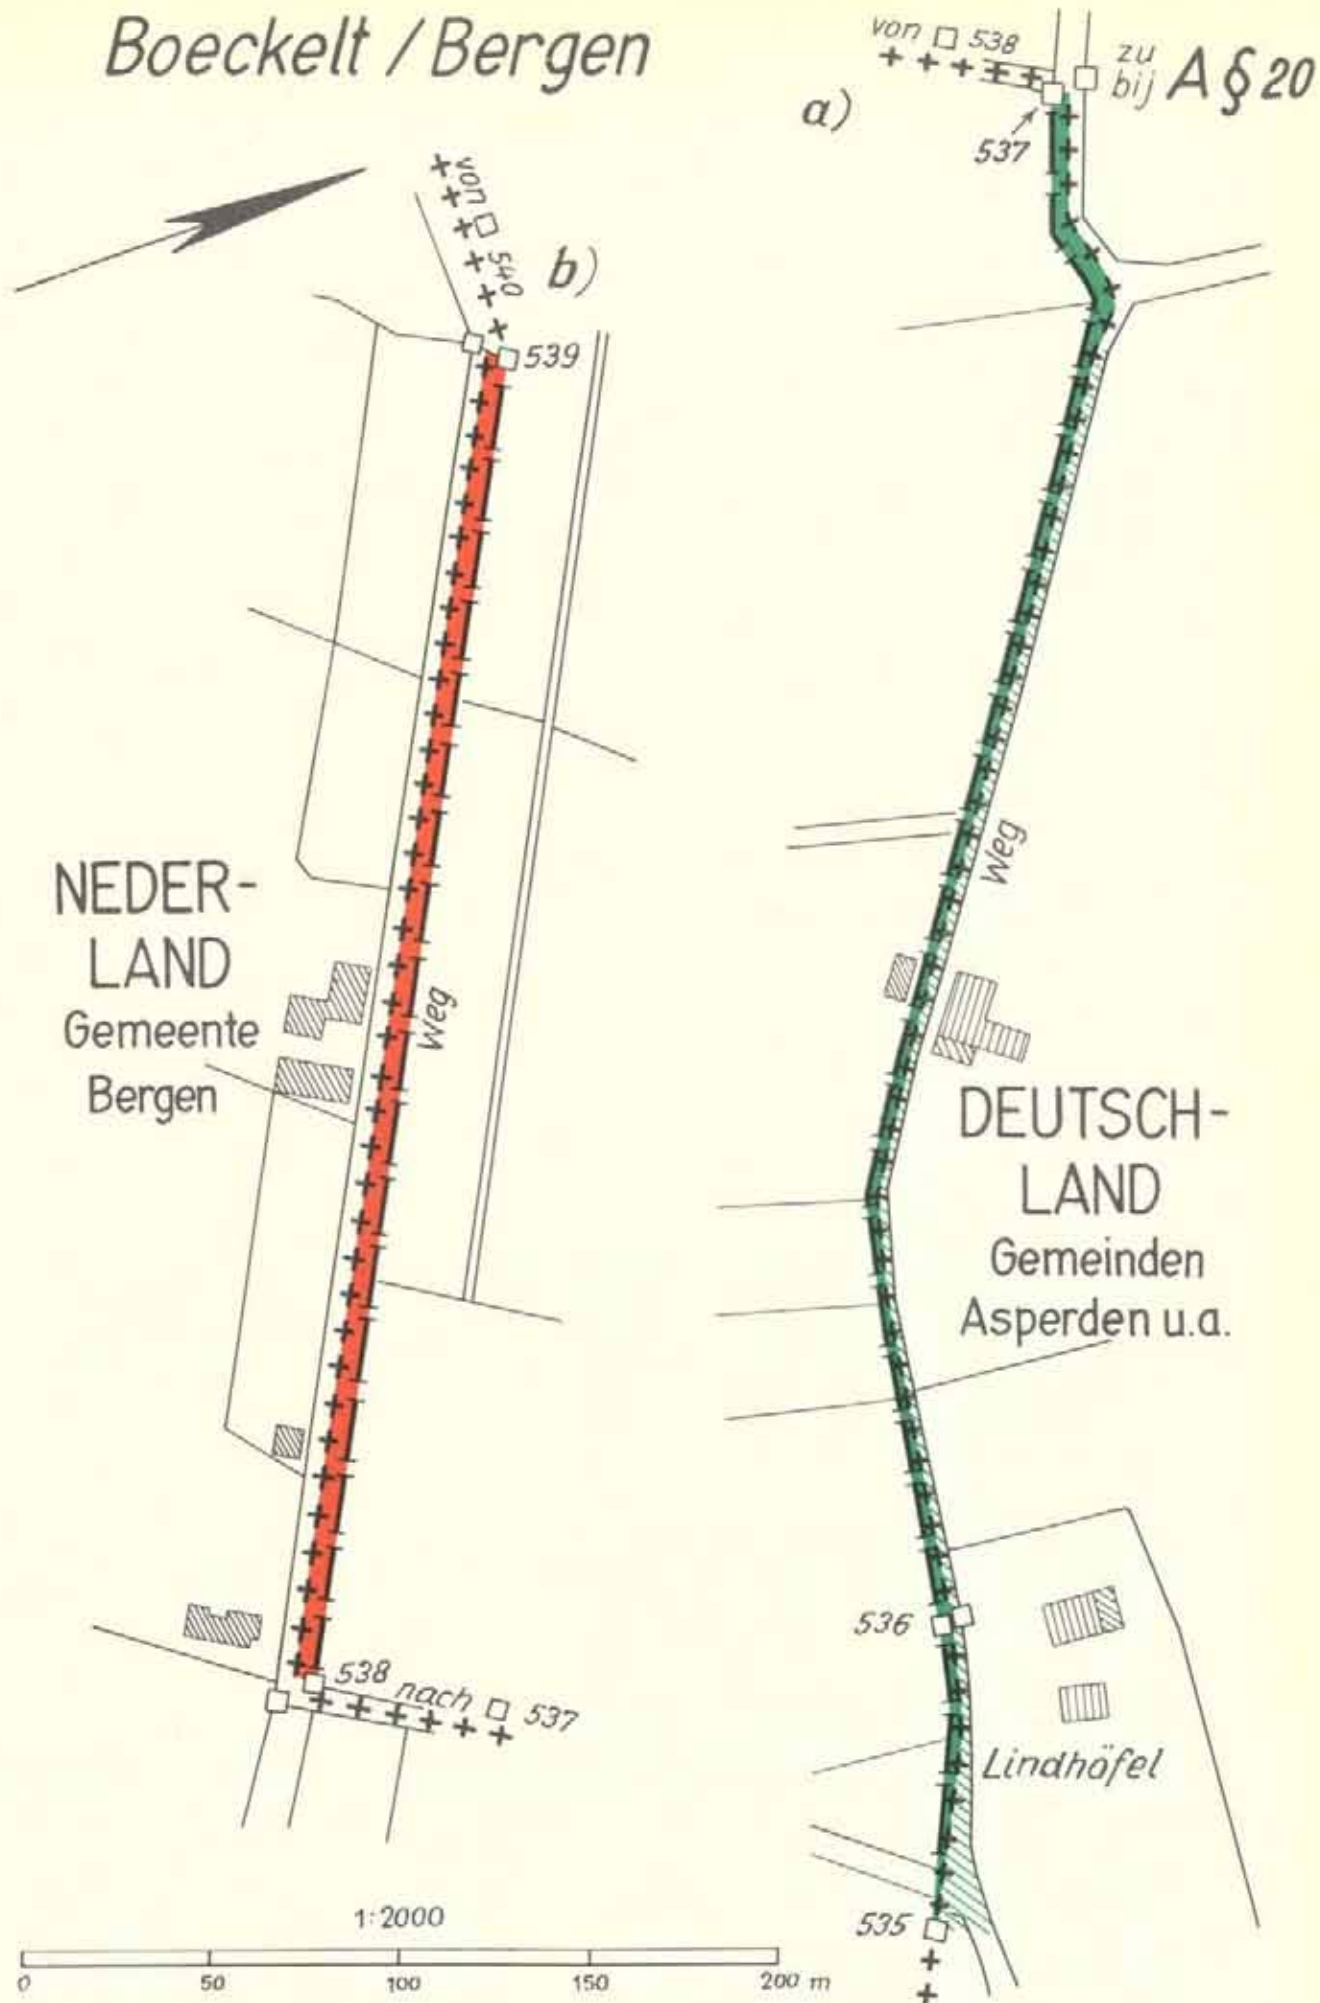 Boeckelt / Bergen
von 538
zu
bij A § 20
a)
537
von 540
b)
539
Weg
NEDER-
LAND
Gemeente
Bergen
Weg
DEUTSCH-
LAND
Gemeinden
Asperden u.a.
536
538 nach 537
Lindhöfel
535
1:2000
0 50 100 150 200 m